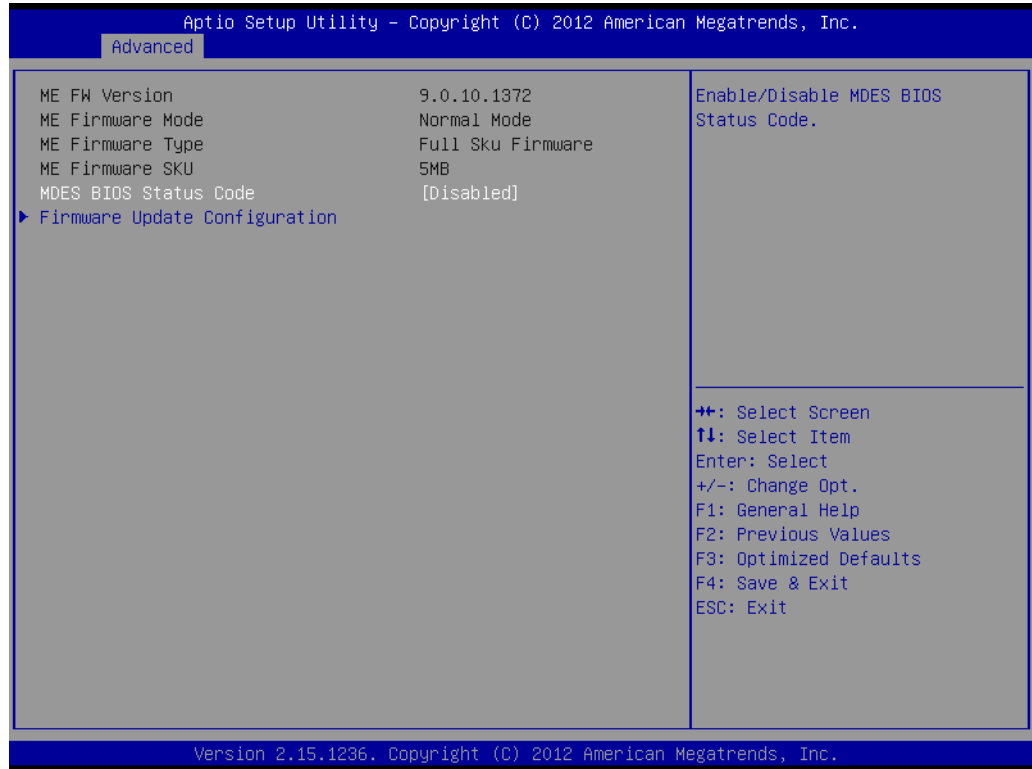 Aptio Setup Utility – Copyright (C) 2012 American Megatrends, Inc.
Advanced
ME FW Version 9.0.10.1372
ME Firmware Mode Normal Mode
ME Firmware Type Full Sku Firmware
ME Firmware SKU 5MB
MDES BIOS Status Code [Disabled]
▶ Firmware Update Configuration
Enable/Disable MDES BIOS
Status Code.
→←: Select Screen
↑↓: Select Item
Enter: Select
+/-: Change Opt.
F1: General Help
F2: Previous Values
F3: Optimized Defaults
F4: Save & Exit
ESC: Exit
Version 2.15.1236. Copyright (C) 2012 American Megatrends, Inc.